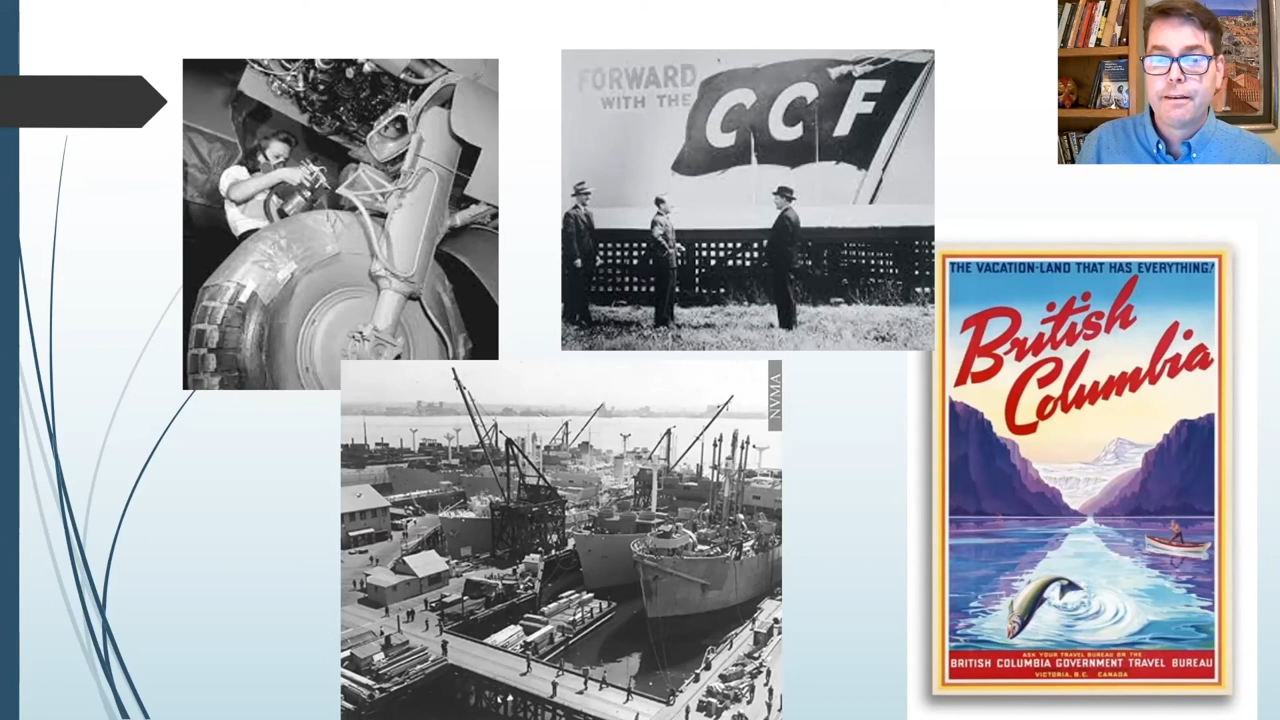 FORWARD
WITH THE
CCF
NVMA
THE VACATION-LAND THAT HAS EVERYTHING!
British
Columbia
ASK YOUR TRAVEL BUREAU OR THE
BRITISH COLUMBIA GOVERNMENT TRAVEL BUREAU
VICTORIA, B.C. CANADA